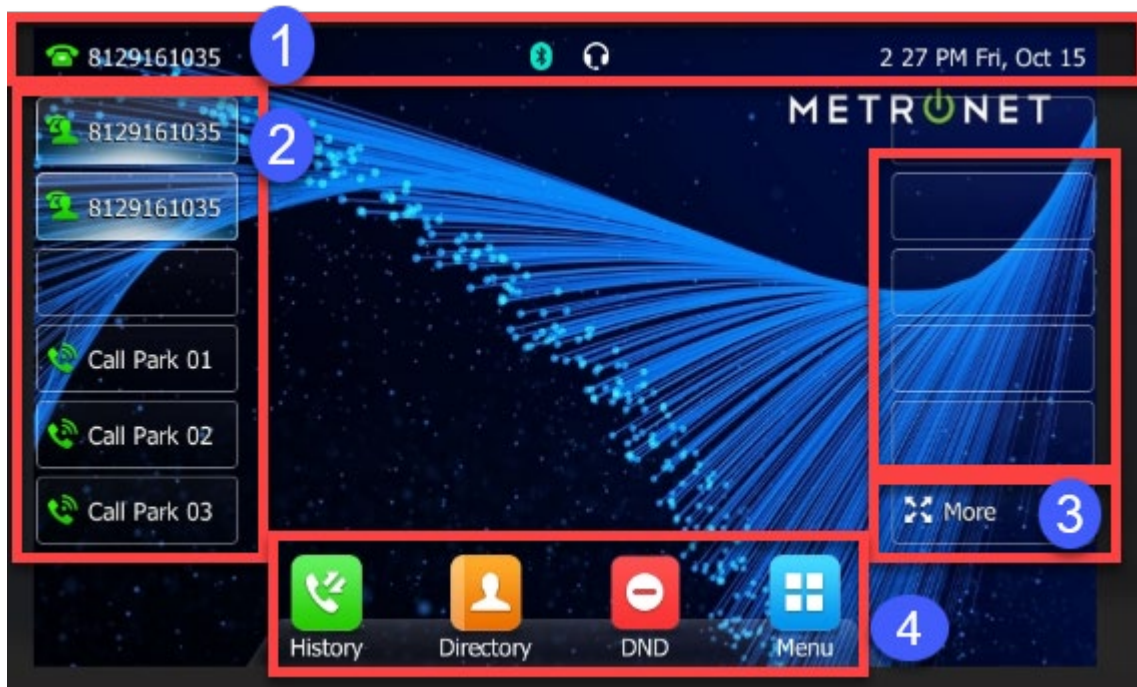 8129161035
1
2 27 PM Fri, Oct 15
METRONET
8129161035
2
8129161035
Call Park 01
Call Park 02
Call Park 03
More
3
History
Directory
DND
Menu
4